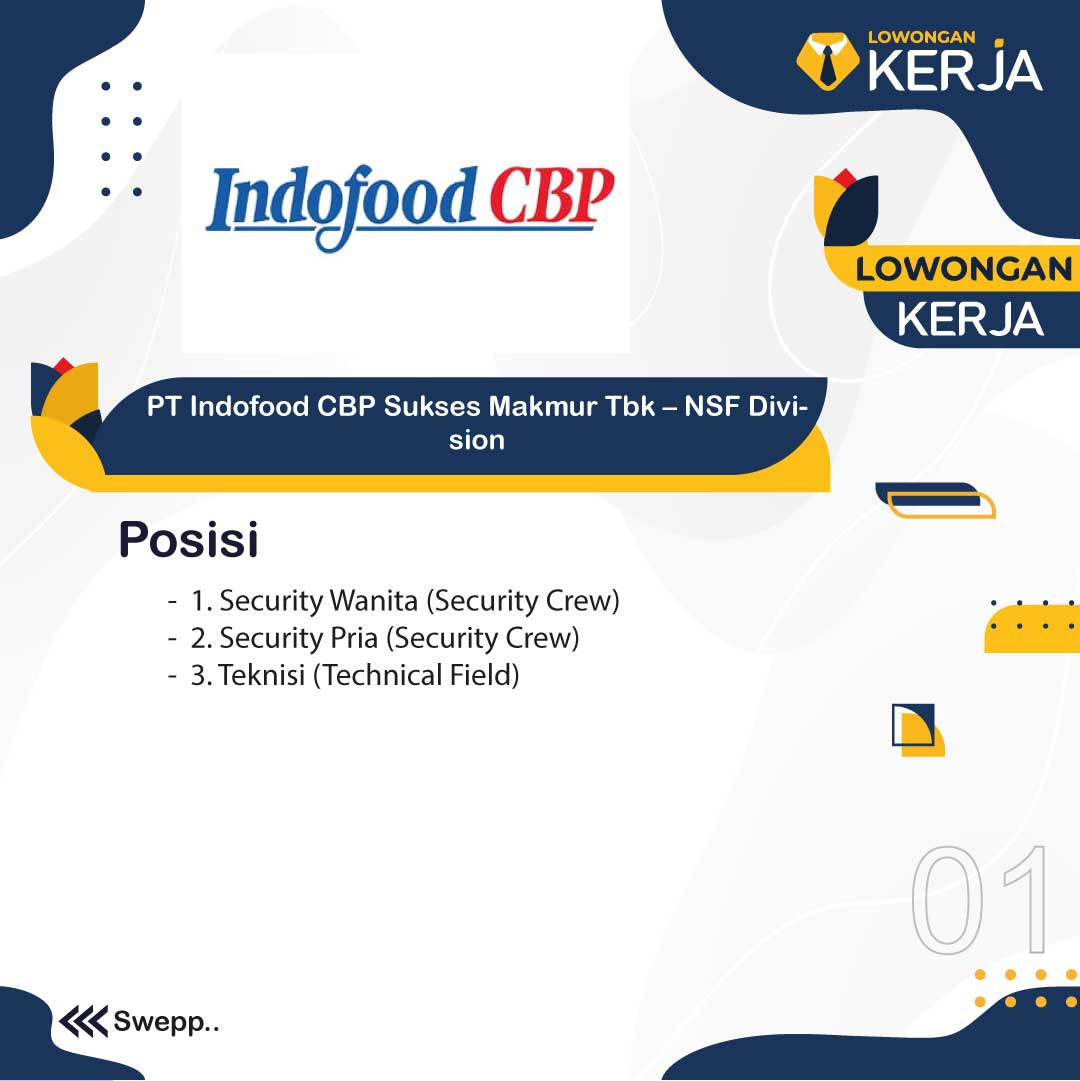 LOWONGAN
KERJA
Indofood CBP
LOWONGAN
KERJA
PT Indofood CBP Sukses Makmur Tbk – NSF Divi-
sion
Posisi
- 1. Security Wanita (Security Crew)
- 2. Security Pria (Security Crew)
- 3. Teknisi (Technical Field)
01
Swepp..